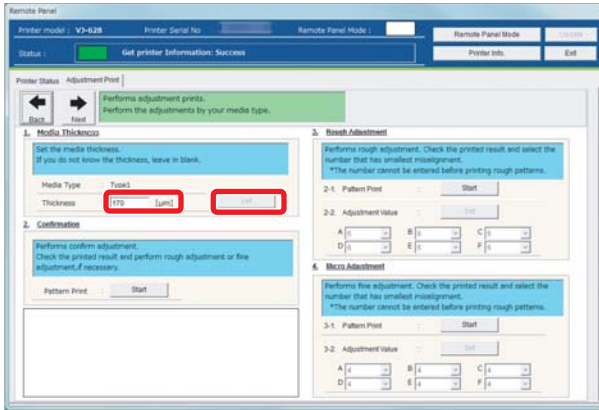 Remote Panel
Printer model : VJ-628 Printer Serial No Remote Panel Mode :
Remote Panel Mode
Status : Get printer Information: Success
Printer Info. Exit
Printer Status Adjustment Print
Back Next
Performs adjustment prints.
Perform the adjustments by your media type.
1. Media Thickness
Set the media thickness.
If you do not know the thickness, leave in blank.
Media Type : Type1
Thickness 170 [µm] Set
2. Confirmation
Performs confirm adjustment.
Check the printed result and perform rough adjustment or fine
adjustment,if necessary.
Pattern Print : Start
3. Rough Adjustment
Performs rough adjustment. Check the printed result and select the
number that has smallest misalignment.
*The number cannot be entered before printing rough patterns.
2-1. Pattern Print : Start
2-2. Adjustment Value : Set
A 6 B 6 C 6
D 6 E 6 F 6
4. Micro Adjustment
Performs fine adjustment. Check the printed result and select the
number that has smallest misalignment.
*The number cannot be entered before printing rough patterns.
3-1. Pattern Print : Start
3-2. Adjustment Value : Set
A 4 B 4 C 4
D 4 E 4 F 4